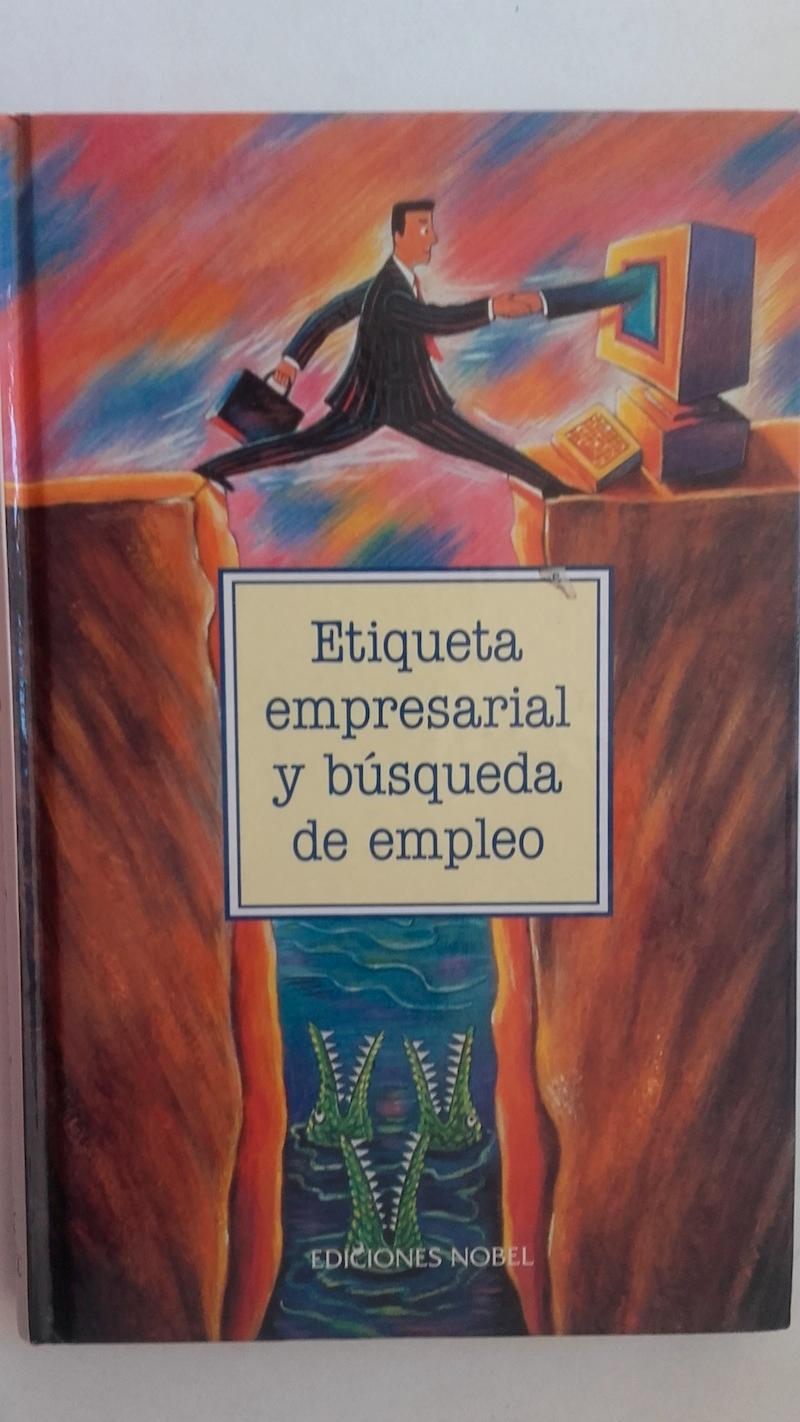 Etiqueta
empresarial
y búsqueda
de empleo
EDICIONES NOBEL